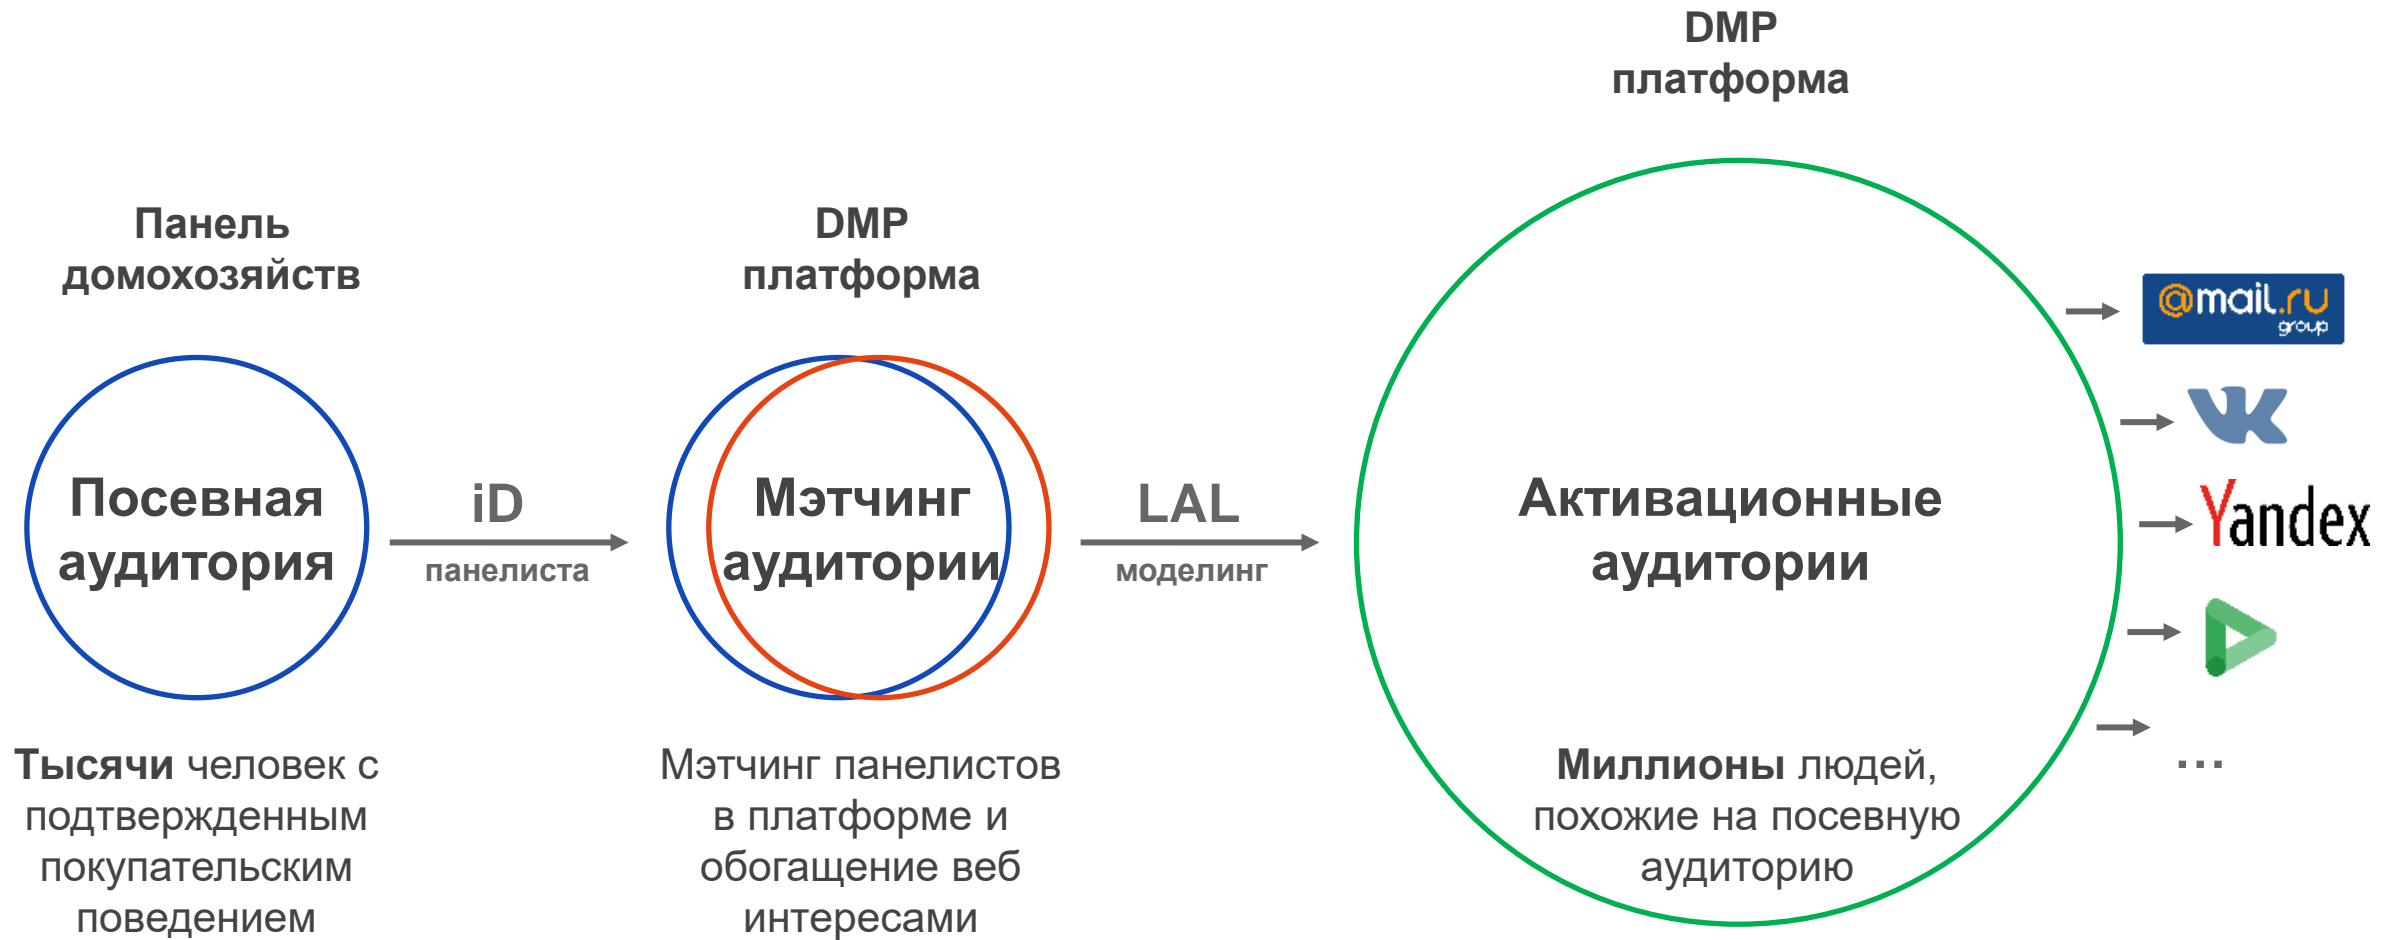 Панель
домохозяйств
Посевная
аудитория
Тысячи человек с
подтвержденным
покупательским
поведением
iD
панелиста
DMP
платформа
Мэтчинг
аудитории
Мэтчинг панелистов
в платформе и
обогащение веб
интересами
LAL
моделинг
DMP
платформа
Активационные
аудитории
Миллионы людей,
похожие на посевную
аудиторию
@mail.ru
group
VK
Yandex
...